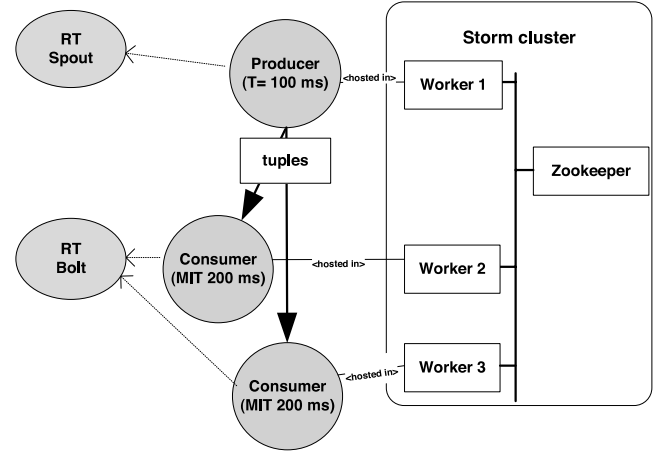 RT
Spout
Producer
(T= 100 ms)
<hosted in>
Storm cluster
Worker 1
tuples
Zookeeper
RT
Bolt
Consumer
(MIT 200 ms)
<hosted in>
Worker 2
Consumer
(MIT 200 ms)
<hosted in>
Worker 3